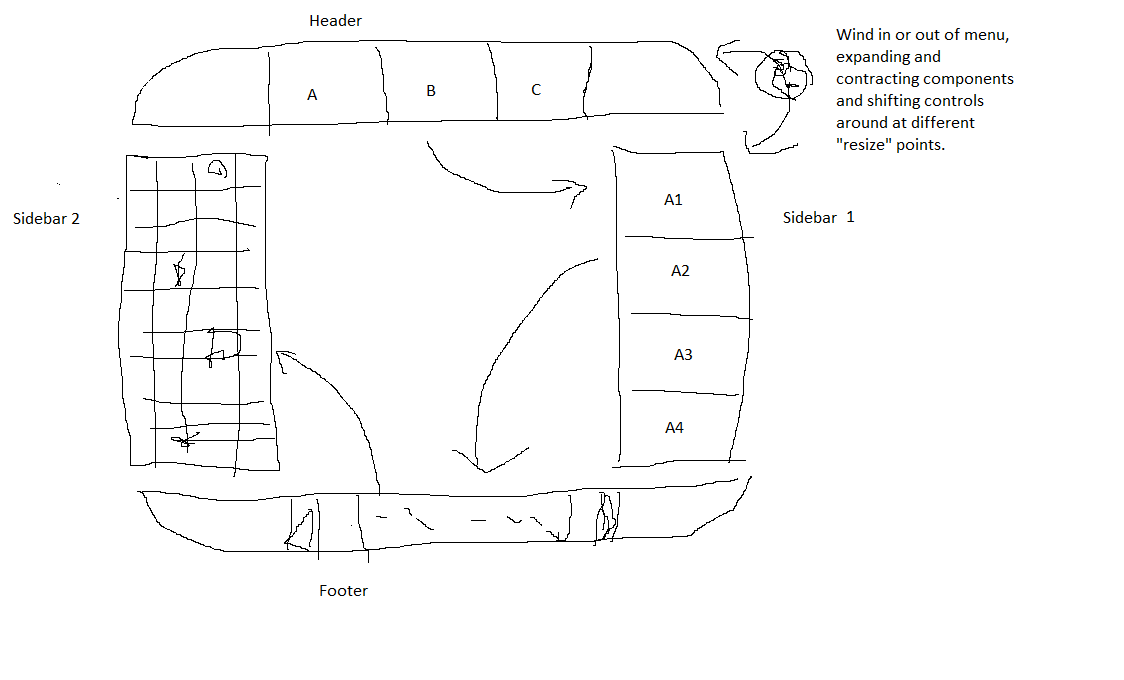 Header
Wind in or out of menu,
expanding and
contracting components
and shifting controls
around at different
"resize" points.
A
B
C
A1
Sidebar 2
Sidebar 1
A2
A3
A4
Footer